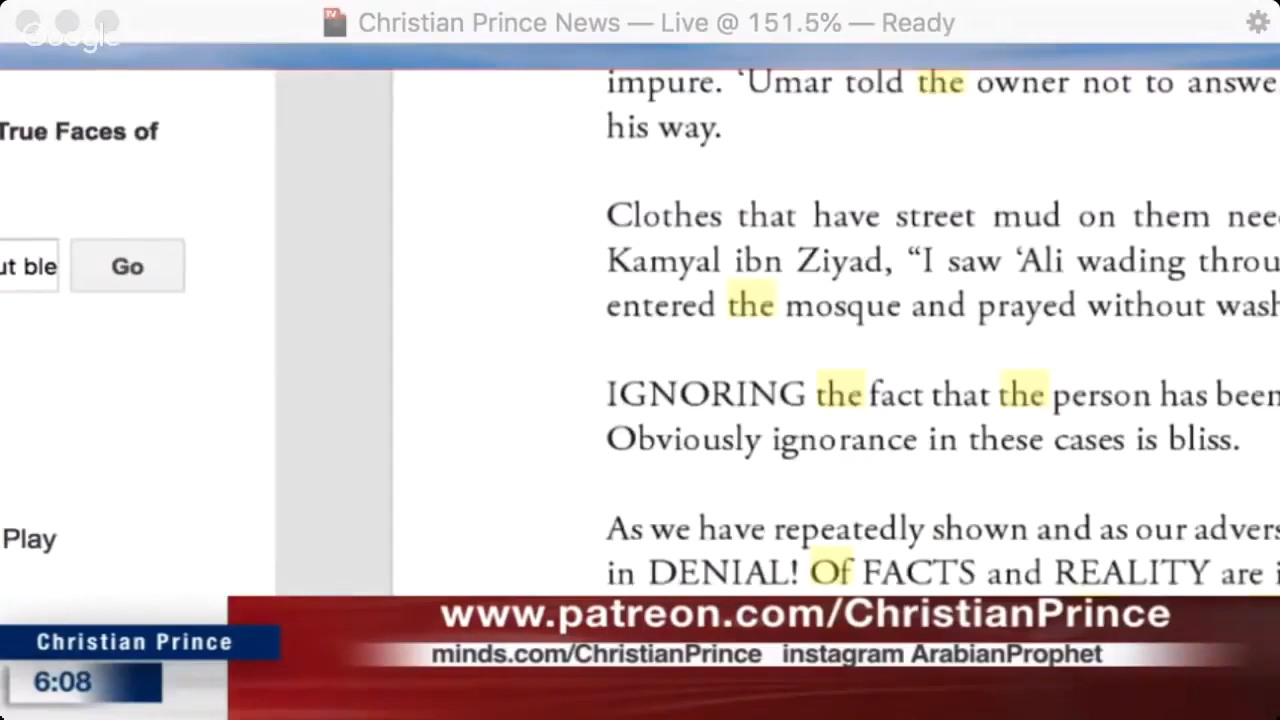 TV
Christian Prince News — Live @ 151.5% — Ready
Google
impure. ‘Umar told the owner not to answe
his way.
True Faces of
Clothes that have street mud on them nee
ut ble
Go
Kamyal ibn Ziyad, “I saw ‘Ali wading throu
entered the mosque and prayed without wash
IGNORING the fact that the person has been
Obviously ignorance in these cases is bliss.
As we have repeatedly shown and as our advers
Play
in DENIAL! Of FACTS and REALITY are i
www.patreon.com/ChristianPrince
Christian Prince
minds.com/ChristianPrince instagram ArabianProphet
6:08